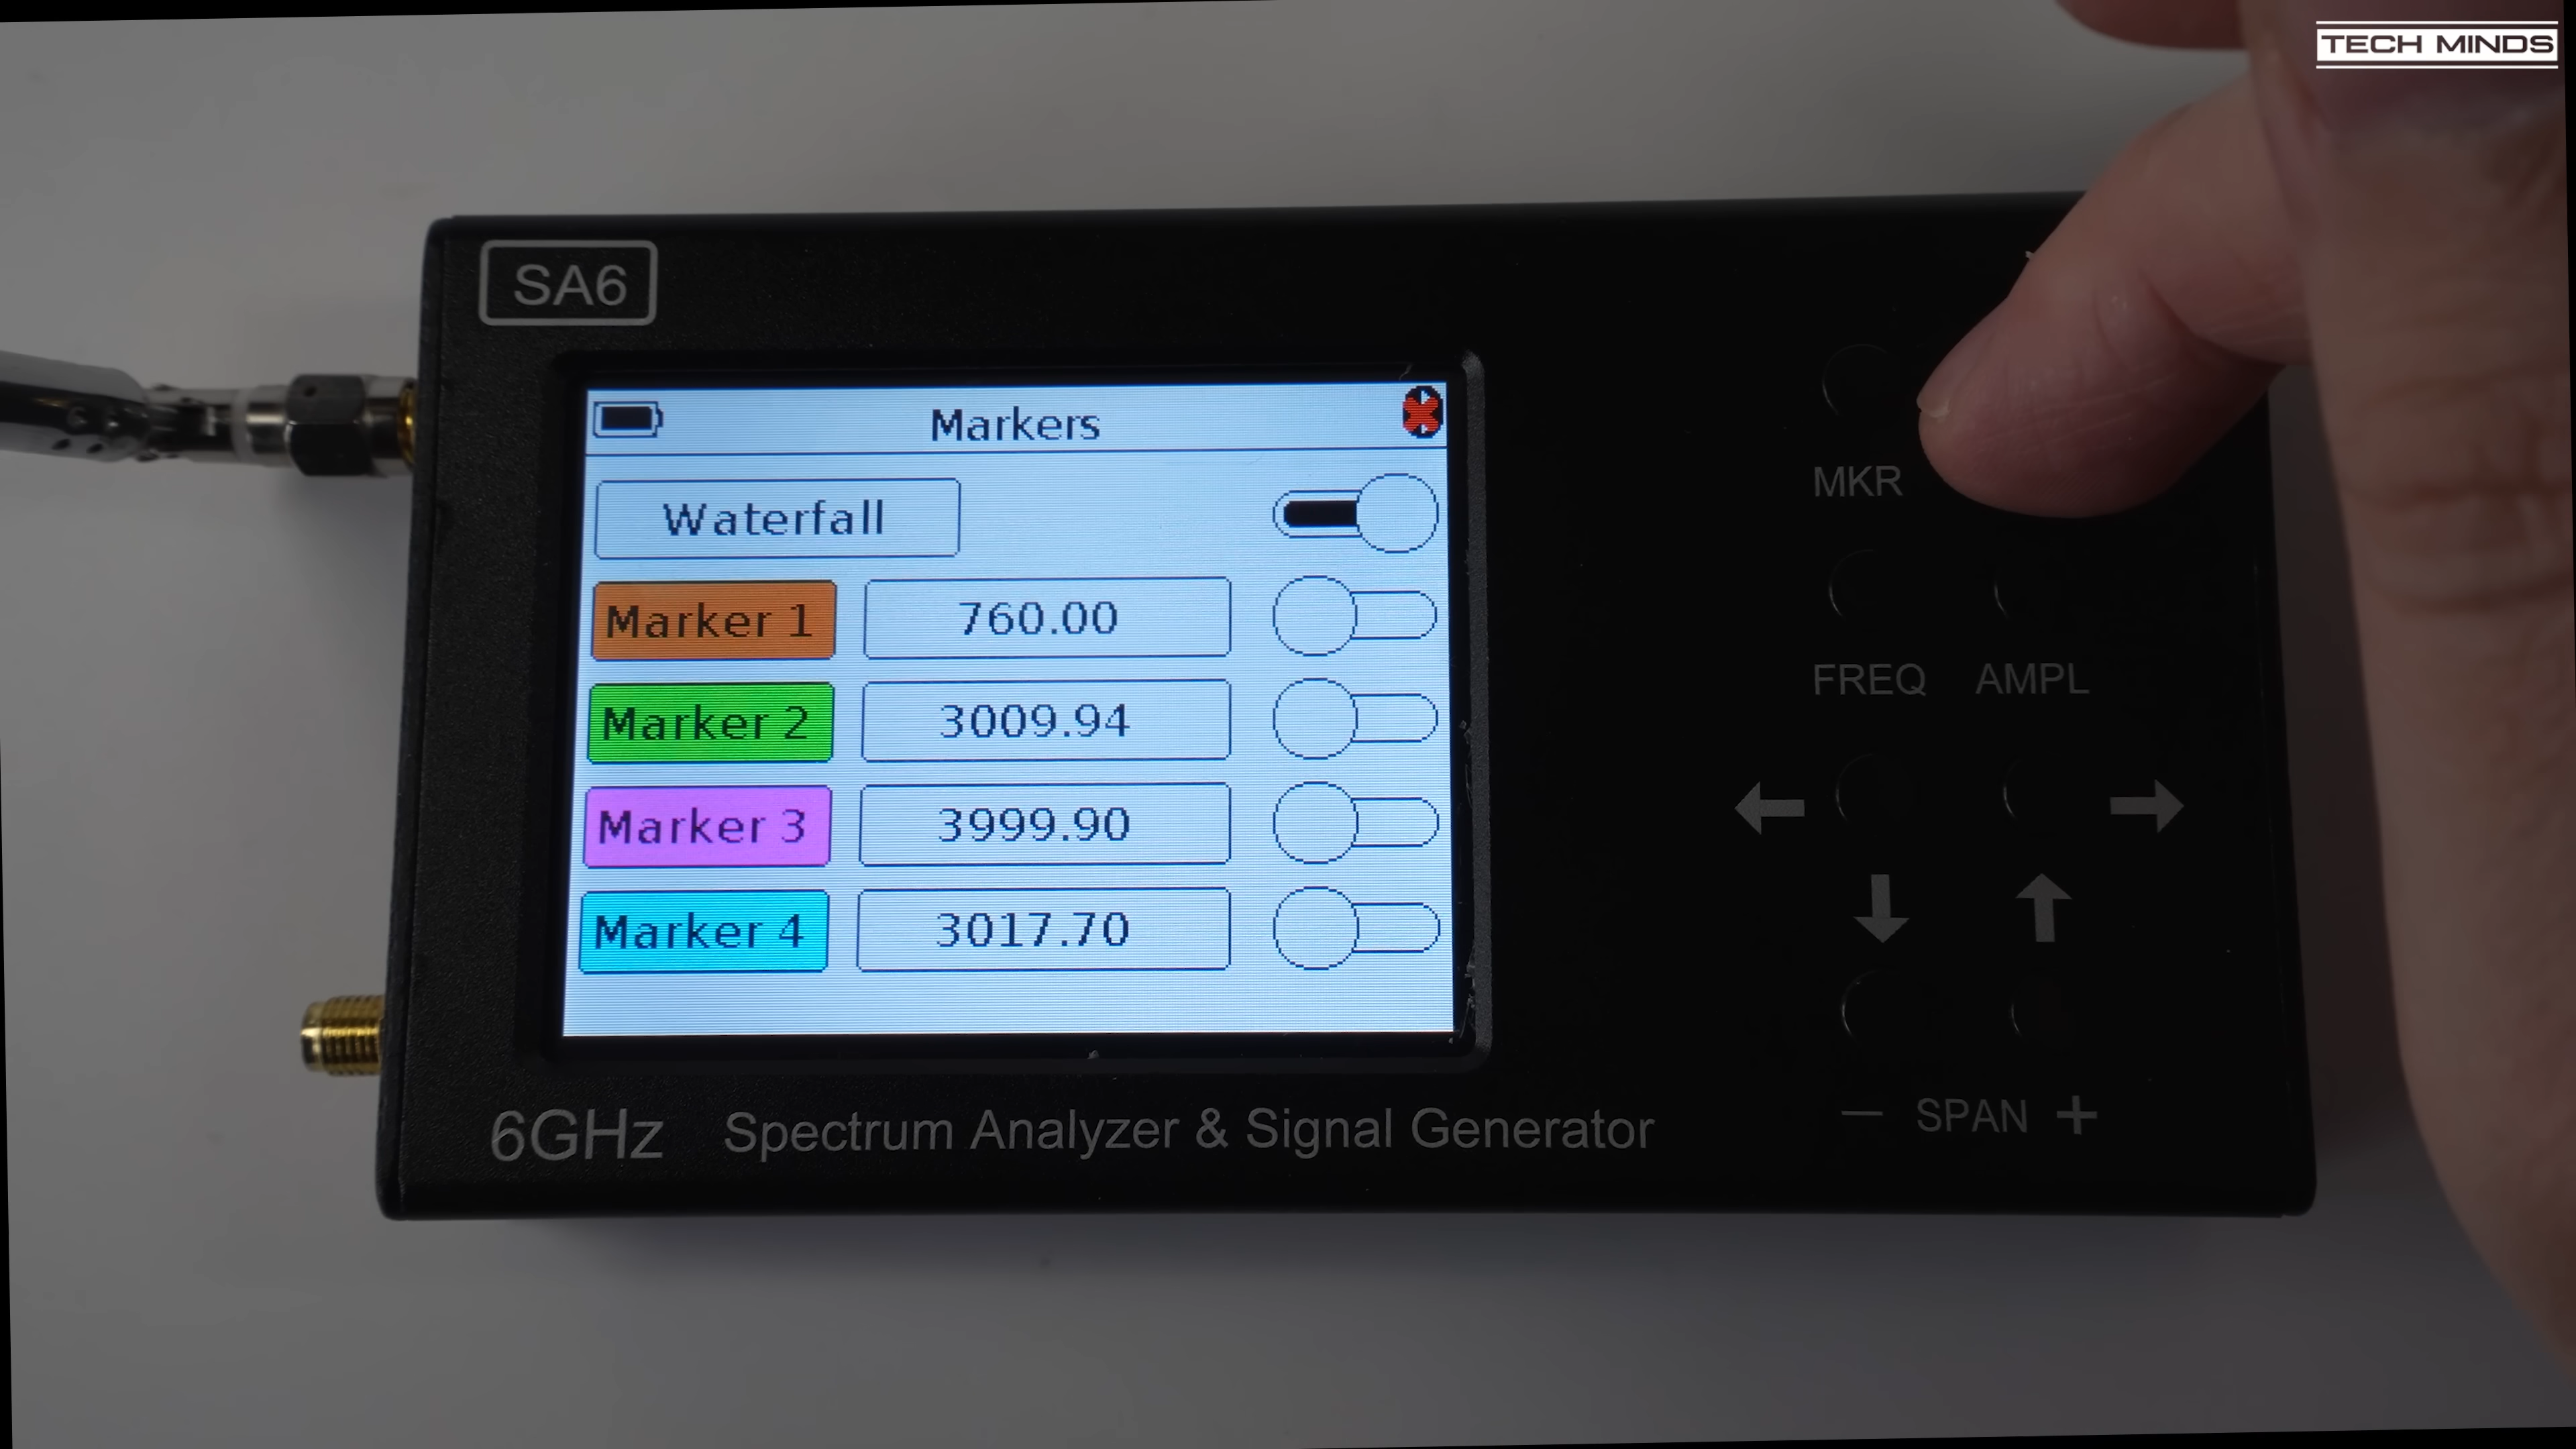 TECH MINDS
SA6
Markers
Waterfall
Marker 1 760.00
Marker 2 3009.94
Marker 3 3999.90
Marker 4 3017.70
MKR
FREQ AMPL
− SPAN +
6GHz Spectrum Analyzer & Signal Generator